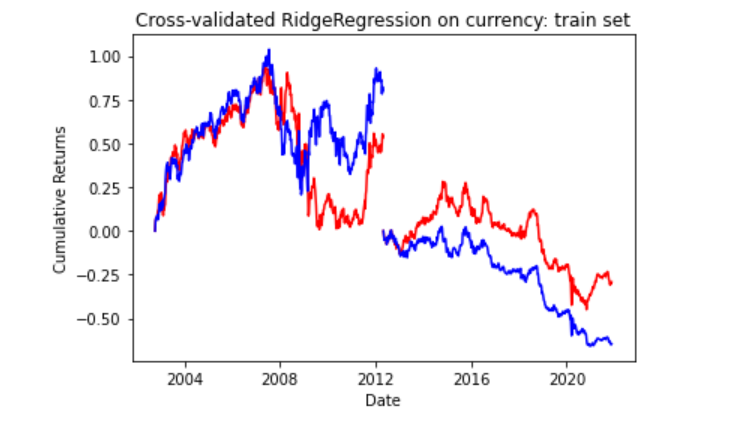 Cross-validated RidgeRegression on currency: train set
1.00
0.75
0.50
0.25
0.00
−0.25
−0.50
Cumulative Returns
2004 2008 2012 2016 2020
Date